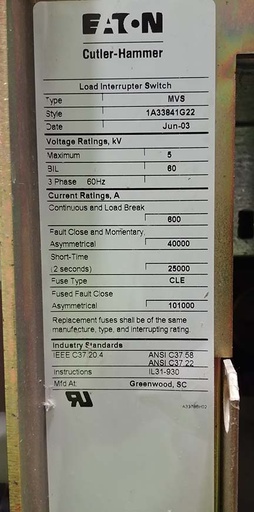 EATON
Cutler-Hammer
Load Interrupter Switch
Type MVS
Style 1A33841G22
Date Jun-03
Voltage Ratings, kV
Maximum 5
BIL 60
3 Phase 60Hz
Current Ratings, A
Continuous and Load Break
600
Fault Close and Momentary,
Asymmetrical 40000
Short-Time
(2 seconds) 25000
Fuse Type CLE
Fused Fault Close
Asymmetrical 101000
Replacement fuses shall be of the same
manufacture, type, and interrupting rating
Industry Standards
IEEE C37.20.4 ANSI C37.58
ANSI C37.22
Instructions IL31-930
Mfd At: Greenwood, SC